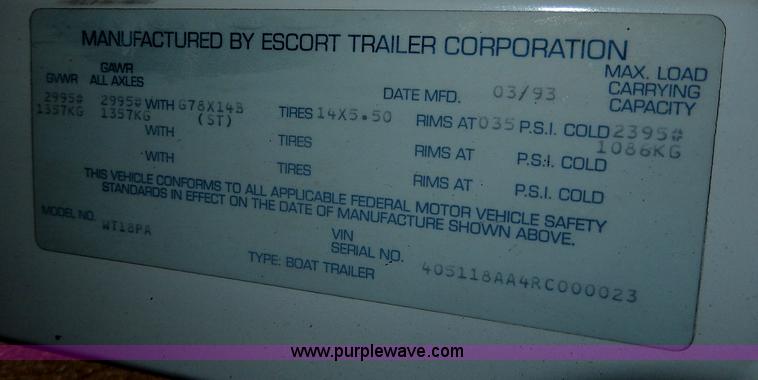 MANUFACTURED BY ESCORT TRAILER CORPORATION
GVWR GAWR ALL AXLES DATE MFD. 03/93 MAX. LOAD CARRYING CAPACITY
2995# 2995# WITH G78X14B TIRES 14X5.50 RIMS AT 035 P.S.I. COLD 2395#
1357KG 1357KG (ST) 1086KG
WITH TIRES RIMS AT P.S.I. COLD
WITH TIRES RIMS AT P.S.I. COLD
THIS VEHICLE CONFORMS TO ALL APPLICABLE FEDERAL MOTOR VEHICLE SAFETY
STANDARDS IN EFFECT ON THE DATE OF MANUFACTURE SHOWN ABOVE.
MODEL NO. WT18PA VIN
SERIAL NO. 405118AA4RC000023
TYPE: BOAT TRAILER
www.purplewave.com